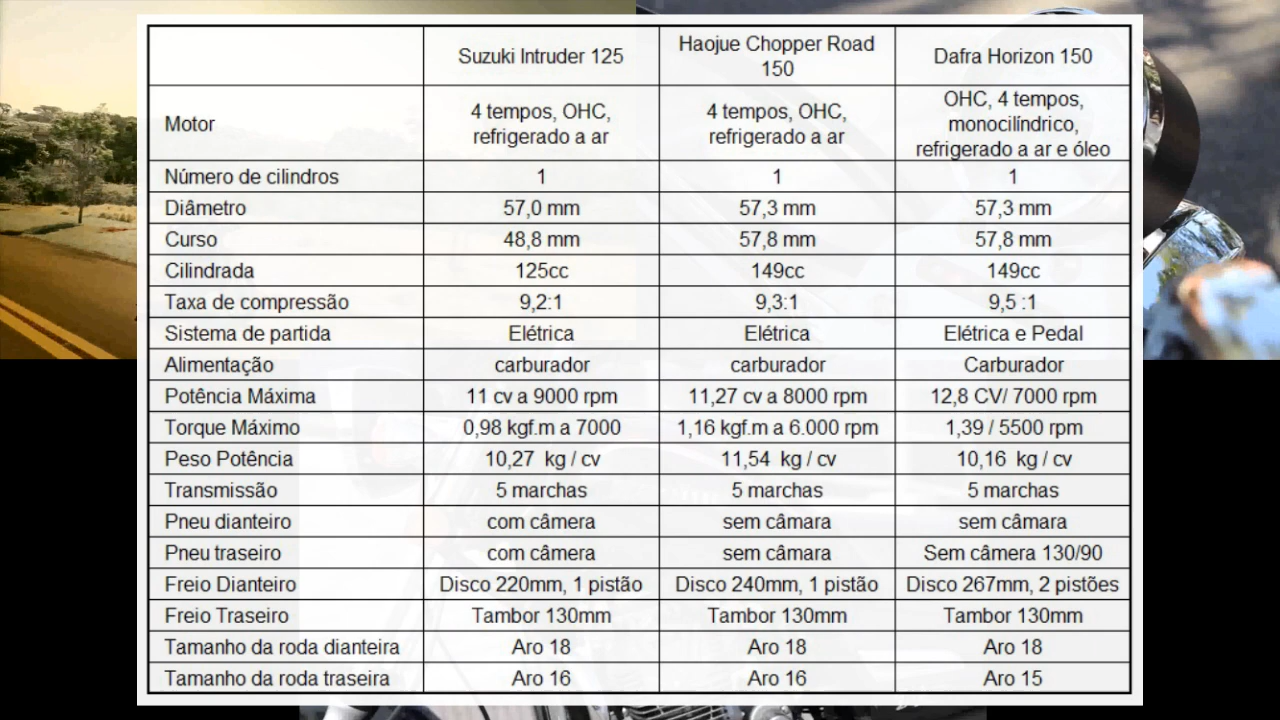 Suzuki Intruder 125
Haojue Chopper Road
150
Dafra Horizon 150
Motor
4 tempos, OHC,
refrigerado a ar
4 tempos, OHC,
refrigerado a ar
OHC, 4 tempos,
monocilíndrico,
refrigerado a ar e óleo
Número de cilindros 1 1 1
Diâmetro 57,0 mm 57,3 mm 57,3 mm
Curso 48,8 mm 57,8 mm 57,8 mm
Cilindrada 125cc 149cc 149cc
Taxa de compressão 9,2:1 9,3:1 9,5 :1
Sistema de partida Elétrica Elétrica Elétrica e Pedal
Alimentação carburador carburador Carburador
Potência Máxima 11 cv a 9000 rpm 11,27 cv a 8000 rpm 12,8 CV/ 7000 rpm
Torque Máximo 0,98 kgf.m a 7000 1,16 kgf.m a 6.000 rpm 1,39 / 5500 rpm
Peso Potência 10,27 kg / cv 11,54 kg / cv 10,16 kg / cv
Transmissão 5 marchas 5 marchas 5 marchas
Pneu dianteiro com câmera sem câmara sem câmara
Pneu traseiro com câmera sem câmara Sem câmera 130/90
Freio Dianteiro Disco 220mm, 1 pistão Disco 240mm, 1 pistão Disco 267mm, 2 pistões
Freio Traseiro Tambor 130mm Tambor 130mm Tambor 130mm
Tamanho da roda dianteira Aro 18 Aro 18 Aro 18
Tamanho da roda traseira Aro 16 Aro 16 Aro 15